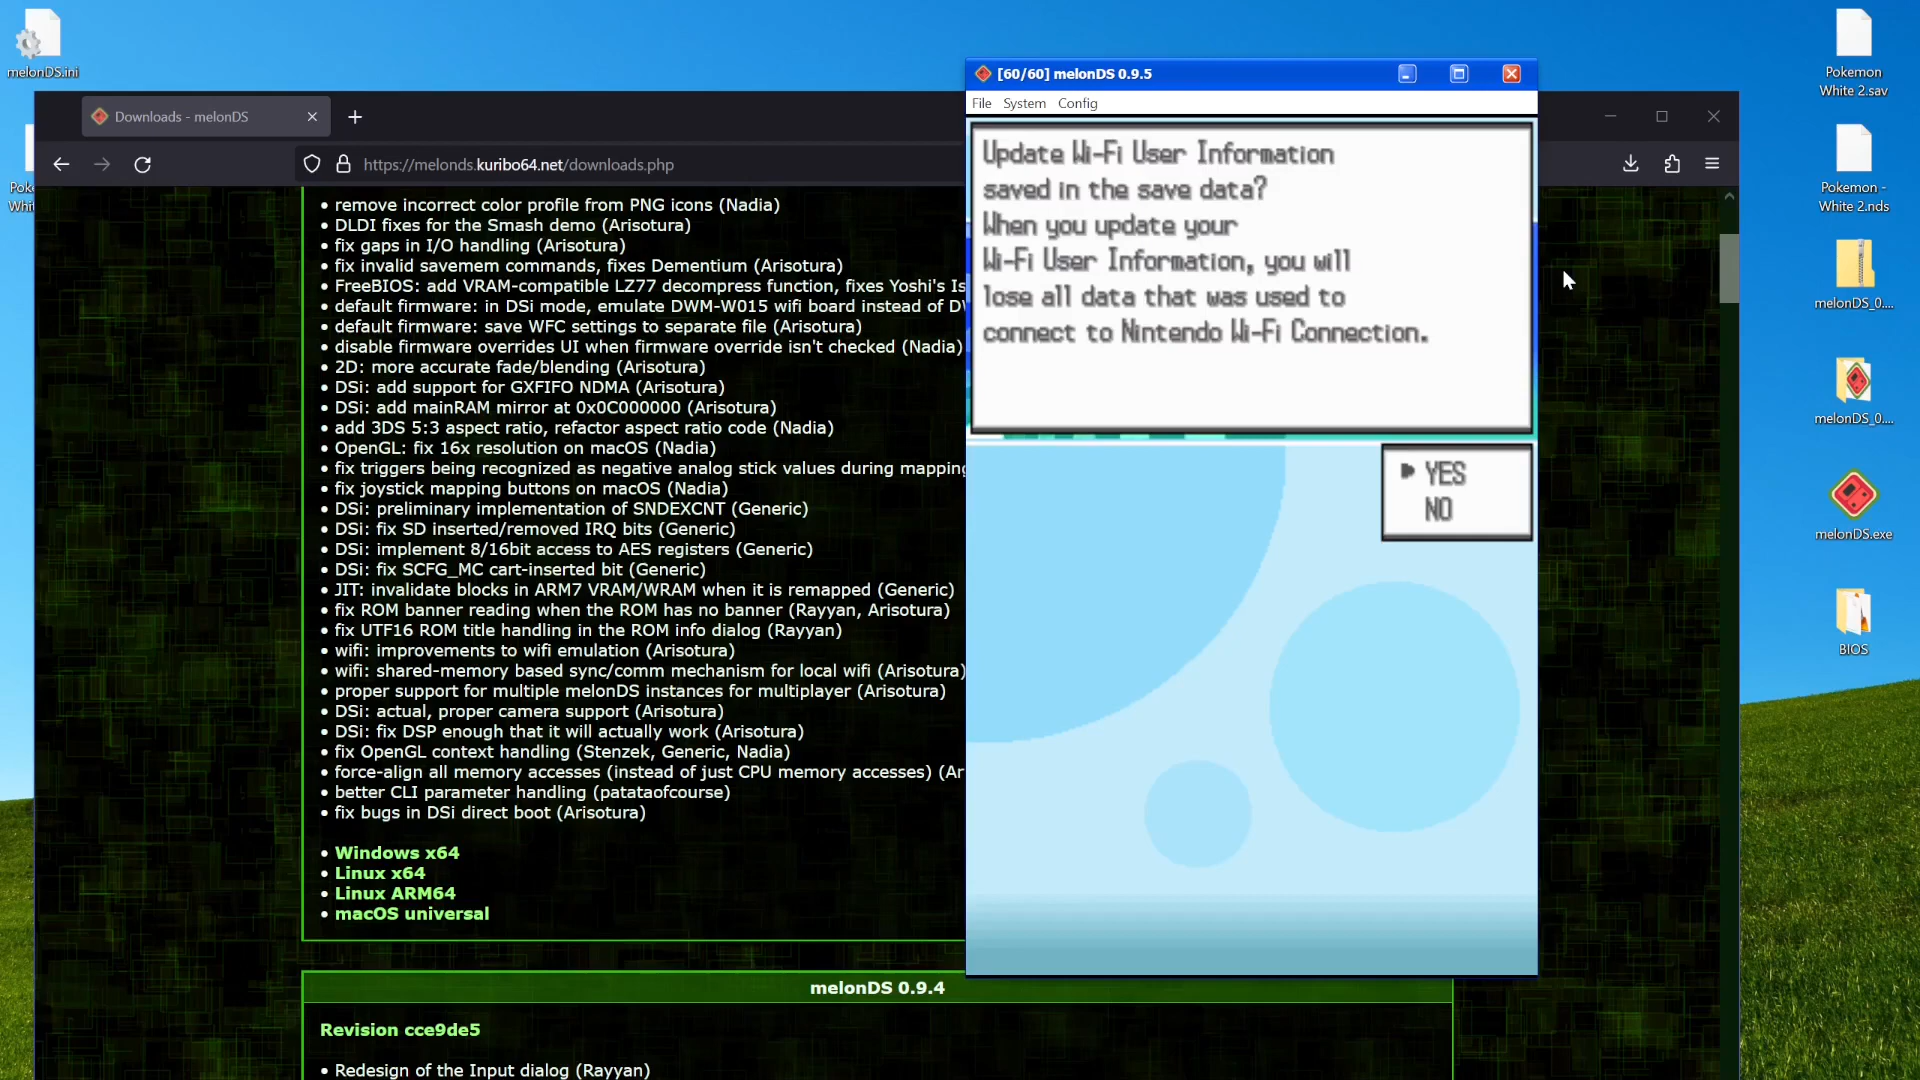 melonDS.ini
Poke
Whit
Downloads - melonDS
https://melonds.kuribo64.net/downloads.php
• remove incorrect color profile from PNG icons (Nadia)
• DLDI fixes for the Smash demo (Arisotura)
• fix gaps in I/O handling (Arisotura)
• fix invalid savemem commands, fixes Dementium (Arisotura)
• FreeBIOS: add VRAM-compatible LZ77 decompress function, fixes Yoshi's Is
• default firmware: in DSi mode, emulate DWM-W015 wifi board instead of DW
• default firmware: save WFC settings to separate file (Arisotura)
• disable firmware overrides UI when firmware override isn't checked (Nadia)
• 2D: more accurate fade/blending (Arisotura)
• DSi: add support for GXFIFO NDMA (Arisotura)
• DSi: add mainRAM mirror at 0x0C000000 (Arisotura)
• add 3DS 5:3 aspect ratio, refactor aspect ratio code (Nadia)
• OpenGL: fix 16x resolution on macOS (Nadia)
• fix triggers being recognized as negative analog stick values during mapping
• fix joystick mapping buttons on macOS (Nadia)
• DSi: preliminary implementation of SNDEXCNT (Generic)
• DSi: fix SD inserted/removed IRQ bits (Generic)
• DSi: implement 8/16bit access to AES registers (Generic)
• DSi: fix SCFG_MC cart-inserted bit (Generic)
• JIT: invalidate blocks in ARM7 VRAM/WRAM when it is remapped (Generic)
• fix ROM banner reading when the ROM has no banner (Rayyan, Arisotura)
• fix UTF16 ROM title handling in the ROM info dialog (Rayyan)
• wifi: improvements to wifi emulation (Arisotura)
• wifi: shared-memory based sync/comm mechanism for local wifi (Arisotura)
• proper support for multiple melonDS instances for multiplayer (Arisotura)
• DSi: actual, proper camera support (Arisotura)
• DSi: fix DSP enough that it will actually work (Arisotura)
• fix OpenGL context handling (Stenzek, Generic, Nadia)
• force-align all memory accesses (instead of just CPU memory accesses) (Ar
• better CLI parameter handling (patataofcourse)
• fix bugs in DSi direct boot (Arisotura)
• Windows x64
• Linux x64
• Linux ARM64
• macOS universal
melonDS 0.9.4
Revision cce9de5
• Redesign of the Input dialog (Rayyan)
[60/60] melonDS 0.9.5
File System Config
Update Wi-Fi User Information
saved in the save data?
When you update your
Wi-Fi User Information, you will
lose all data that was used to
connect to Nintendo Wi-Fi Connection.
YES
NO
Pokemon
White 2.sav
Pokemon -
White 2.nds
melonDS_0....
melonDS_0....
melonDS.exe
BIOS